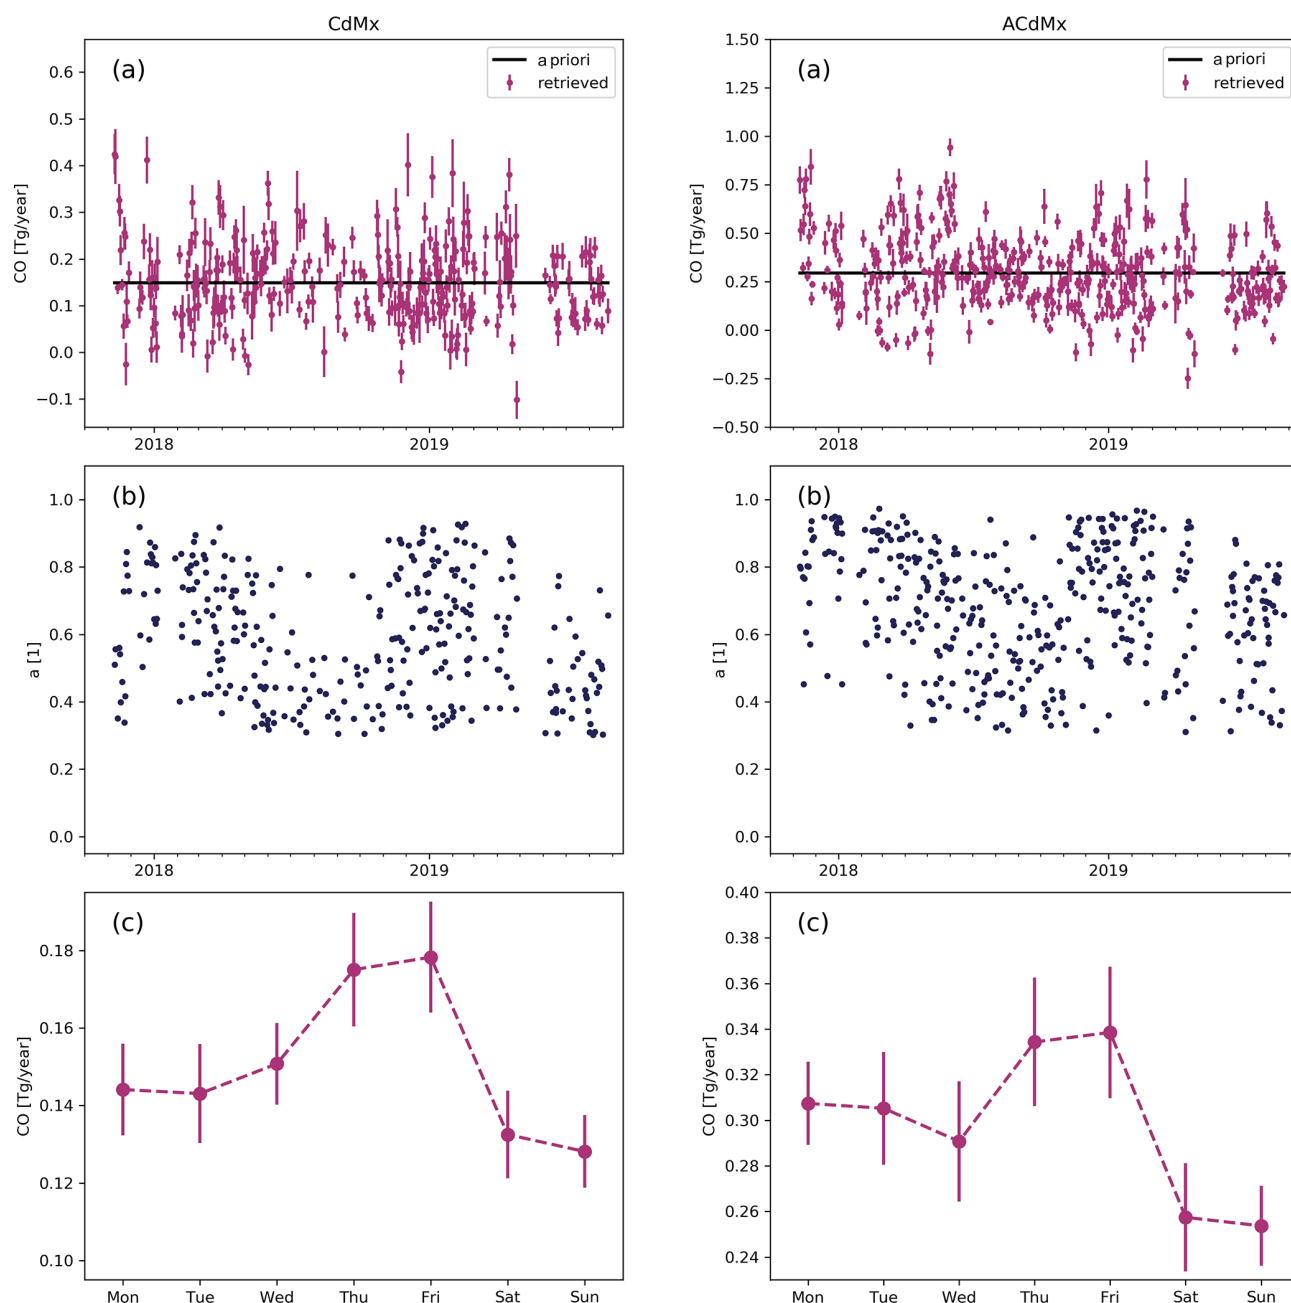 CdMx
(a)
a priori
retrieved
CO [Tg/year]
0.6
0.5
0.4
0.3
0.2
0.1
0.0
−0.1
2018 2019
ACdMx
(a)
a priori
retrieved
CO [Tg/year]
1.50
1.25
1.00
0.75
0.50
0.25
0.00
−0.25
−0.50
2018 2019
(b)
a [1]
1.0
0.8
0.6
0.4
0.2
0.0
2018 2019
(b)
a [1]
1.0
0.8
0.6
0.4
0.2
0.0
2018 2019
(c)
CO [Tg/year]
0.18
0.16
0.14
0.12
0.10
Mon Tue Wed Thu Fri Sat Sun
(c)
CO [Tg/year]
0.40
0.38
0.36
0.34
0.32
0.30
0.28
0.26
0.24
Mon Tue Wed Thu Fri Sat Sun